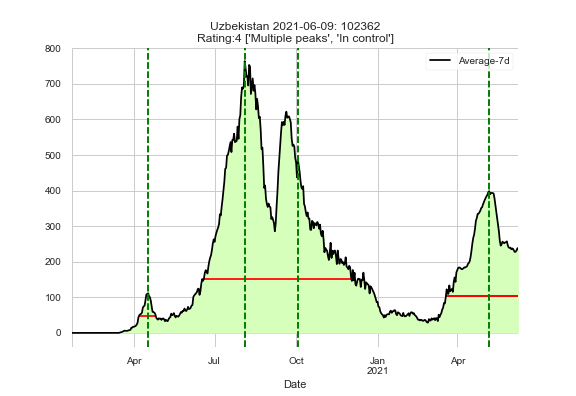 Uzbekistan 2021-06-09: 102362
Rating:4 ['Multiple peaks', 'In control']
Average-7d
800
700
600
500
400
300
200
100
0
Apr
Jul
Oct
Jan
2021
Apr
Date